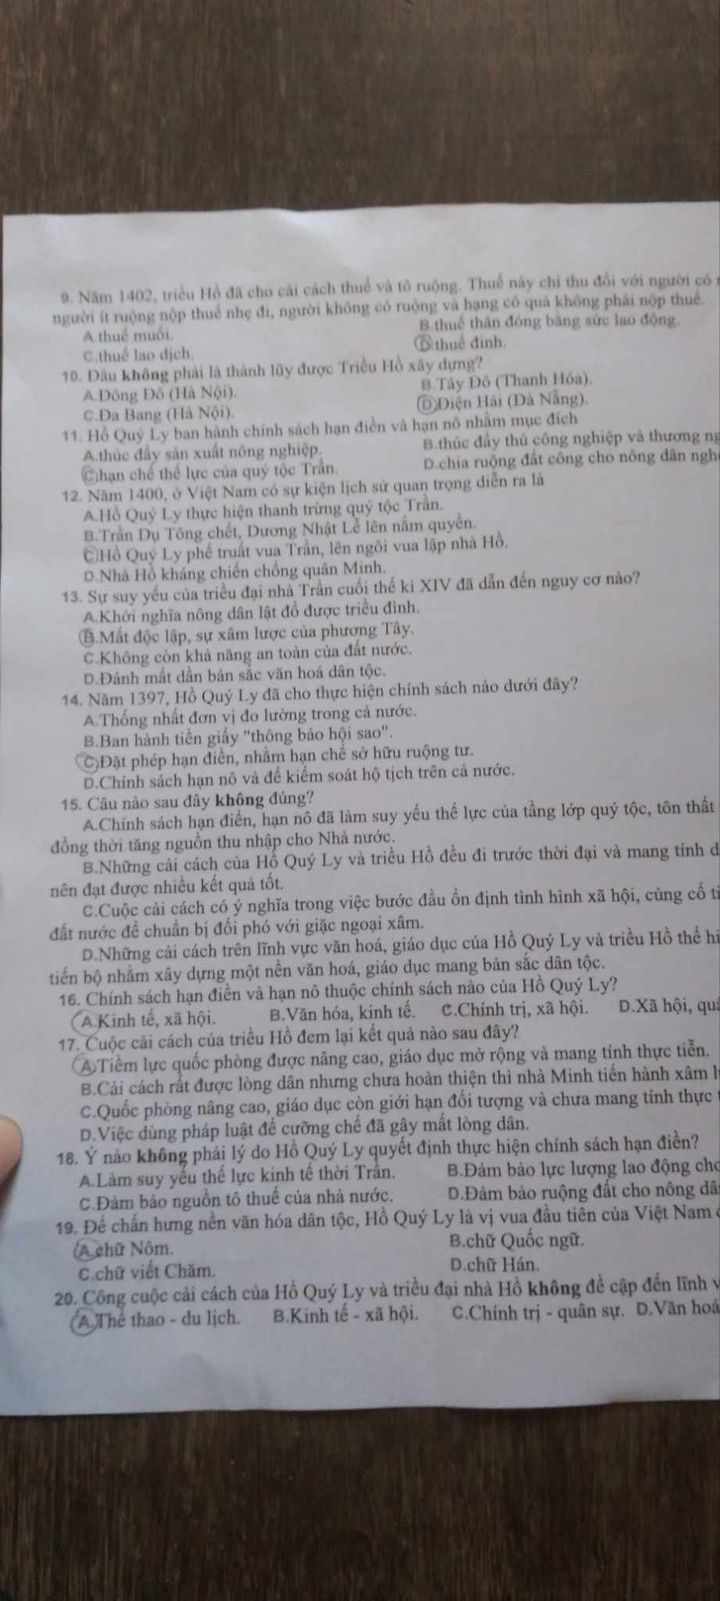 9. Năm 1402, triều Hồ đã cho cải cách thuế và tô ruộng. Thuế này chỉ thu đối với người có
người ít ruộng nộp thuế nhẹ đi, người không có ruộng và hạng cô quả không phải nộp thuế.
A.thuế muối. B.thuế thân đóng bằng sức lao động.
C.thuế lao dịch. D.thuế đinh.
10. Đâu không phải là thành lũy được Triều Hồ xây dựng?
A.Đông Đô (Hà Nội). B.Tây Đô (Thanh Hóa).
C.Đa Bang (Hà Nội). D.Điện Hải (Đà Nẵng).
11. Hồ Quý Ly ban hành chính sách hạn điền và hạn nô nhằm mục đích
A.thúc đẩy sản xuất nông nghiệp. B.thúc đẩy thủ công nghiệp và thương
C.hạn chế thế lực của quý tộc Trần. D.chia ruộng đất công cho nông dân
12. Năm 1400, ở Việt Nam có sự kiện lịch sử quan trọng diễn ra là
A.Hồ Quý Ly thực hiện thanh trừng quý tộc Trần.
B.Trần Dụ Tông chết, Dương Nhật Lễ lên nắm quyền.
C.Hồ Quý Ly phế truất vua Trần, lên ngôi vua lập nhà Hồ.
D.Nhà Hồ kháng chiến chống quân Minh.
13. Sự suy yếu của triều đại nhà Trần cuối thế kỉ XIV đã dẫn đến nguy cơ nào?
A.Khởi nghĩa nông dân lật đổ được triều đình.
B.Mất độc lập, sự xâm lược của phương Tây.
C.Không còn khả năng an toàn của đất nước.
D.Đánh mất dần bản sắc văn hoá dân tộc.
14. Năm 1397, Hồ Quý Ly đã cho thực hiện chính sách nào dưới đây?
A.Thống nhất đơn vị đo lường trong cả nước.
B.Ban hành tiền giấy "thông bảo hội sao".
C.Đặt phép hạn điền, nhằm hạn chế sở hữu ruộng tư.
D.Chính sách hạn nô và để kiểm soát hộ tịch trên cả nước.
15. Câu nào sau đây không đúng?
A.Chính sách hạn điền, hạn nô đã làm suy yếu thế lực của tầng lớp quý tộc, tôn thất
đồng thời tăng nguồn thu nhập cho Nhà nước.
B.Những cải cách của Hồ Quý Ly và triều Hồ đều đi trước thời đại và mang tính
nên đạt được nhiều kết quả tốt.
C.Cuộc cải cách có ý nghĩa trong việc bước đầu ổn định tình hình xã hội, củng cố
đất nước để chuẩn bị đối phó với giặc ngoại xâm.
D.Những cải cách trên lĩnh vực văn hoá, giáo dục của Hồ Quý Ly và triều Hồ thể
tiến bộ nhằm xây dựng một nền văn hoá, giáo dục mang bản sắc dân tộc.
16. Chính sách hạn điền và hạn nô thuộc chính sách nào của Hồ Quý Ly?
A.Kinh tế, xã hội. B.Văn hóa, kinh tế. C.Chính trị, xã hội. D.Xã hội,
17. Cuộc cải cách của triều Hồ đem lại kết quả nào sau đây?
A.Tiềm lực quốc phòng được nâng cao, giáo dục mở rộng và mang tính thực tiễn.
B.Cải cách rất được lòng dân nhưng chưa hoàn thiện thì nhà Minh tiến hành xâm
C.Quốc phòng nâng cao, giáo dục còn giới hạn đối tượng và chưa mang tính thực
D.Việc dùng pháp luật để cưỡng chế đã gây mất lòng dân.
18. Ý nào không phải lý do Hồ Quý Ly quyết định thực hiện chính sách hạn điền?
A.Làm suy yếu thế lực kinh tế thời Trần. B.Đảm bảo lực lượng lao động
C.Đảm bảo nguồn tô thuế của nhà nước. D.Đảm bảo ruộng đất cho nông
19. Để chấn hưng nền văn hóa dân tộc, Hồ Quý Ly là vị vua đầu tiên của Việt Nam
A.chữ Nôm. B.chữ Quốc ngữ.
C.chữ viết Chăm. D.chữ Hán.
20. Công cuộc cải cách của Hồ Quý Ly và triều đại nhà Hồ không đề cập đến lĩnh
A.Thể thao - du lịch. B.Kinh tế - xã hội. C.Chính trị - quân sự. D.Văn hoá